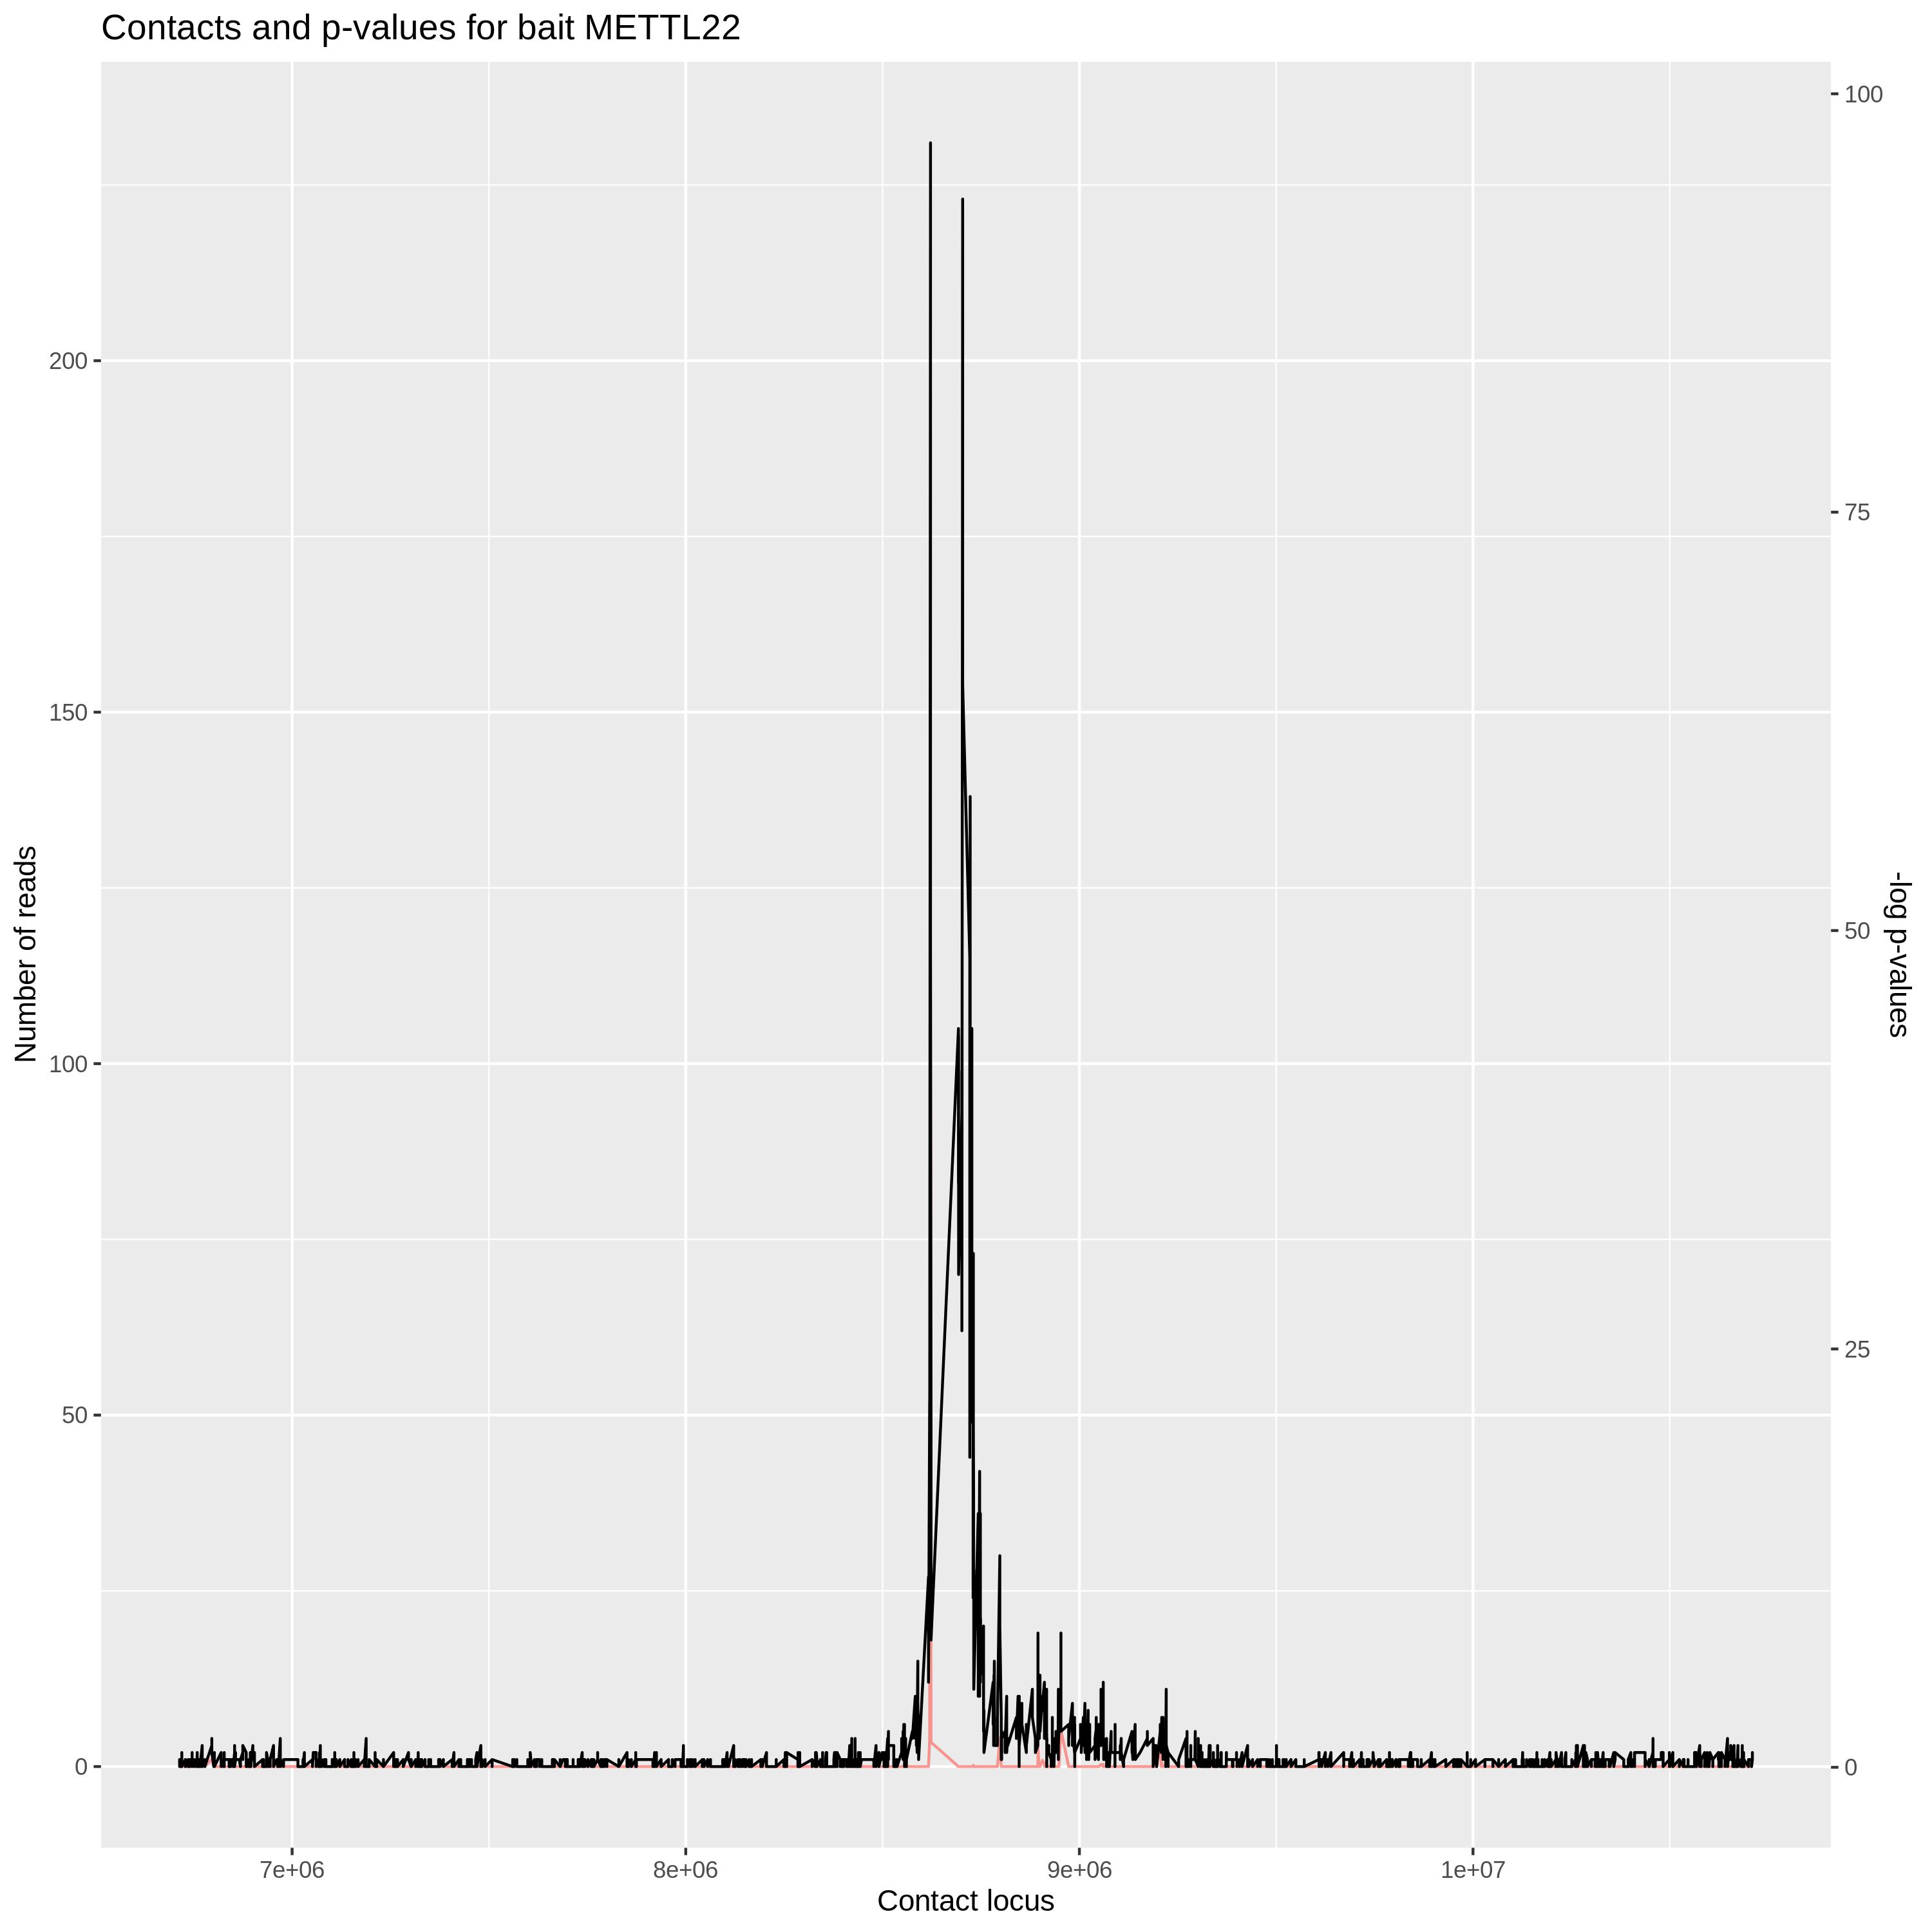 Contacts and p-values for bait METTL22
100
200
75
150
Number of reads
-log p-values
50
100
25
50
0
0
7e+06
8e+06
9e+06
1e+07
Contact locus